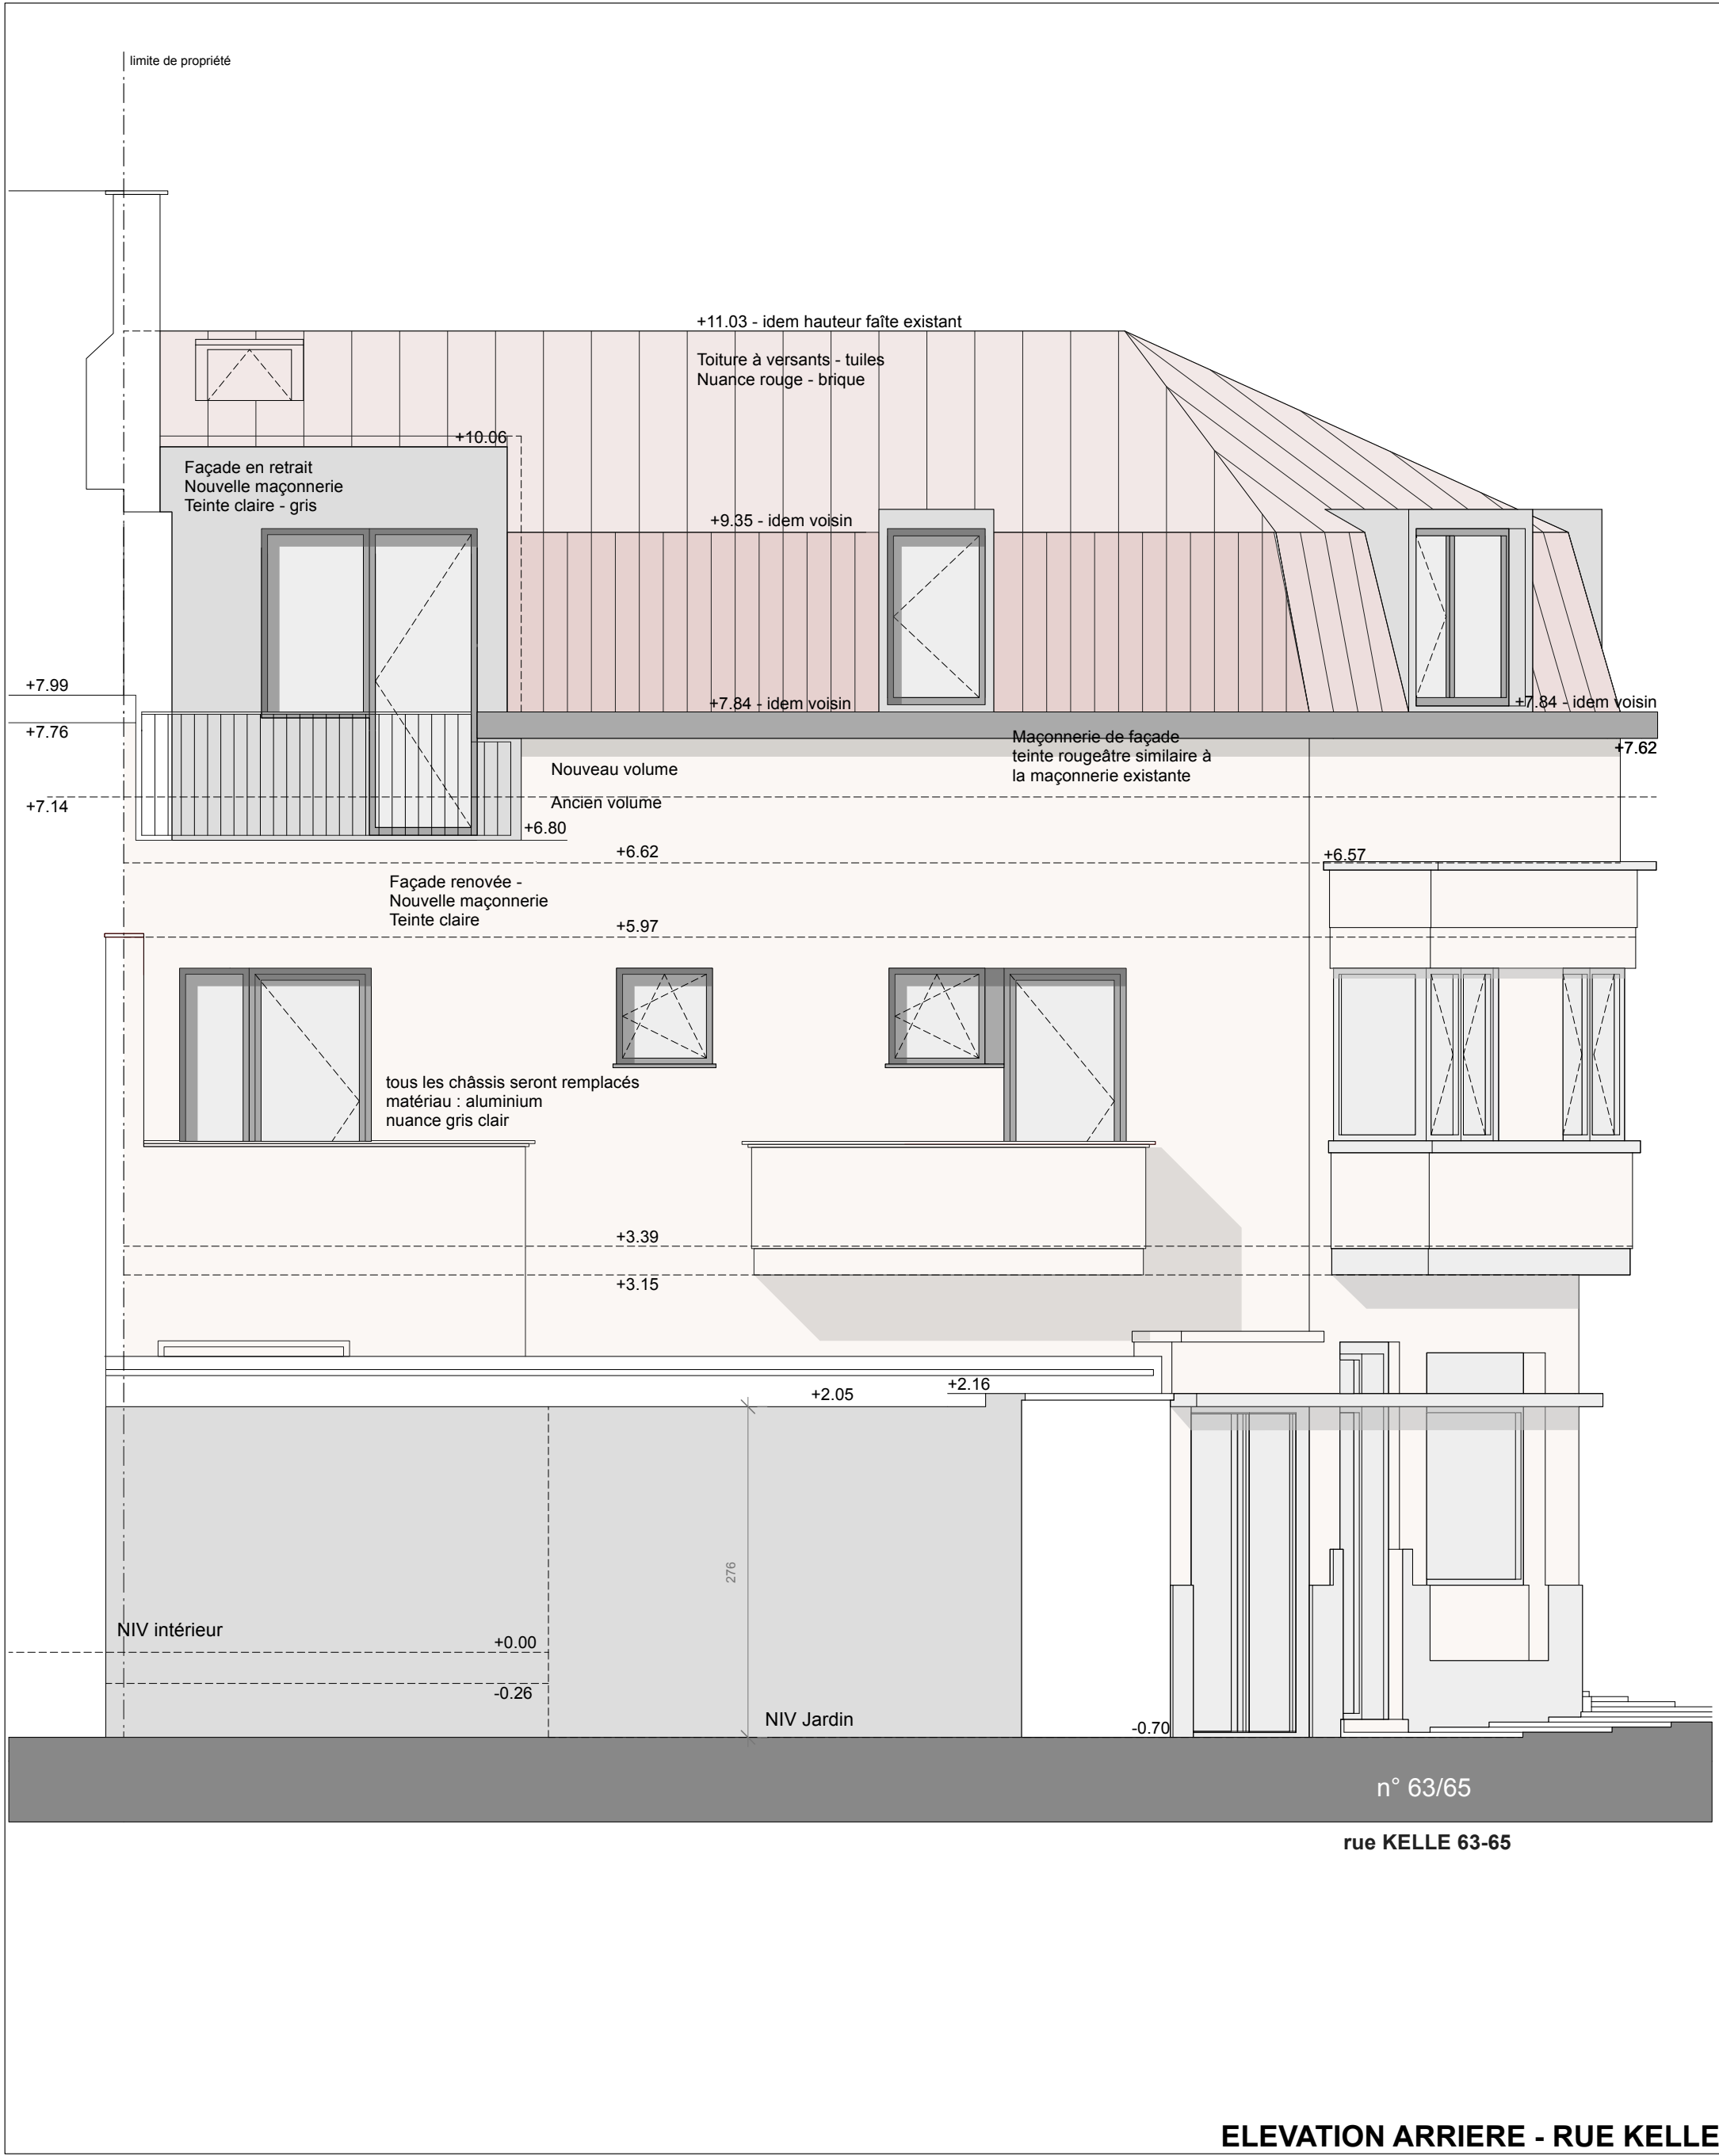 limite de propriété
+11.03 - idem hauteur faîte existant
Toiture à versants - tuiles
Nuance rouge - brique
+10.06
Façade en retrait
Nouvelle maçonnerie
Teinte claire - gris
+9.35 - idem voisin
+7.99
+7.84 - idem voisin
+7.84 - idem voisin
+7.76
Maçonnerie de façade
teinte rougeâtre similaire à
la maçonnerie existante
+7.62
Nouveau volume
Ancien volume
+7.14
+6.80
+6.62
+6.57
Façade renovée -
Nouvelle maçonnerie
Teinte claire
+5.97
tous les châssis seront remplacés
matériau : aluminium
nuance gris clair
+3.39
+3.15
+2.16
+2.05
276
NIV intérieur
+0.00
-0.26
NIV Jardin
-0.70
n° 63/65
rue KELLE 63-65
ELEVATION ARRIERE - RUE KELLE